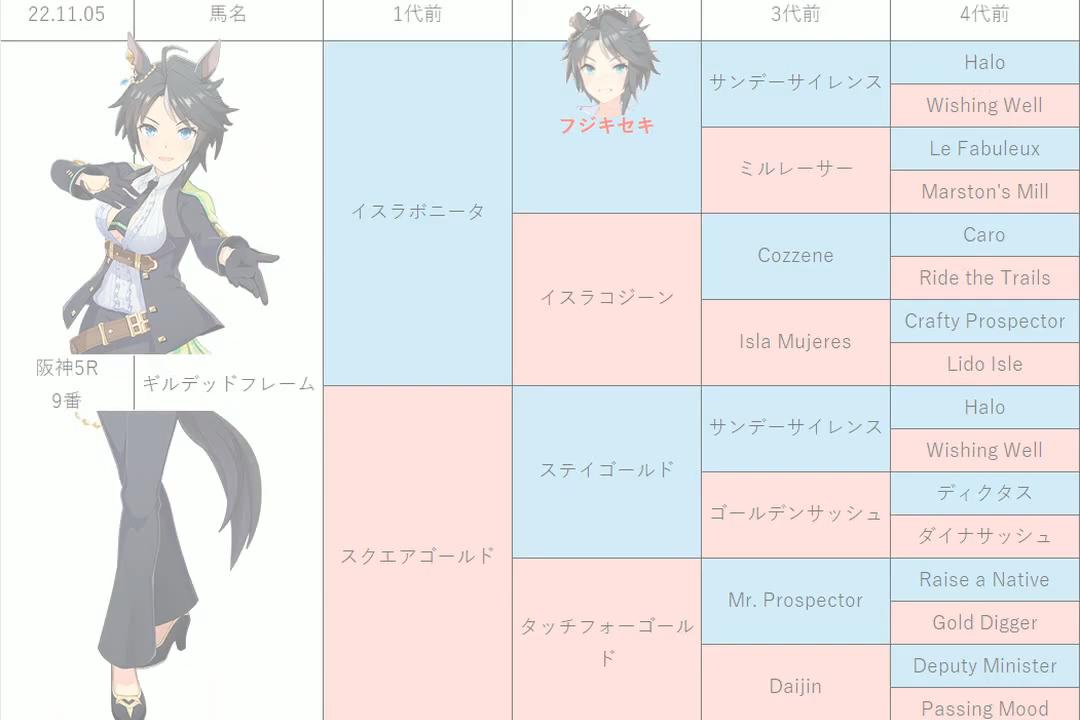 22.11.05
馬名
1代前
2代前
3代前
4代前
阪神5R
9番
ギルデッドフレーム
イスラボニータ
フジキセキ
サンデーサイレンス
Halo
Wishing Well
ミルレーサー
Le Fabuleux
Marston's Mill
イスラコジーン
Cozzene
Caro
Ride the Trails
Isla Mujeres
Crafty Prospector
Lido Isle
スクエアゴールド
ステイゴールド
サンデーサイレンス
Halo
Wishing Well
ゴールデンサッシュ
ディクタス
ダイナサッシュ
タッチフォーゴール
ド
Mr. Prospector
Raise a Native
Gold Digger
Daijin
Deputy Minister
Passing Mood